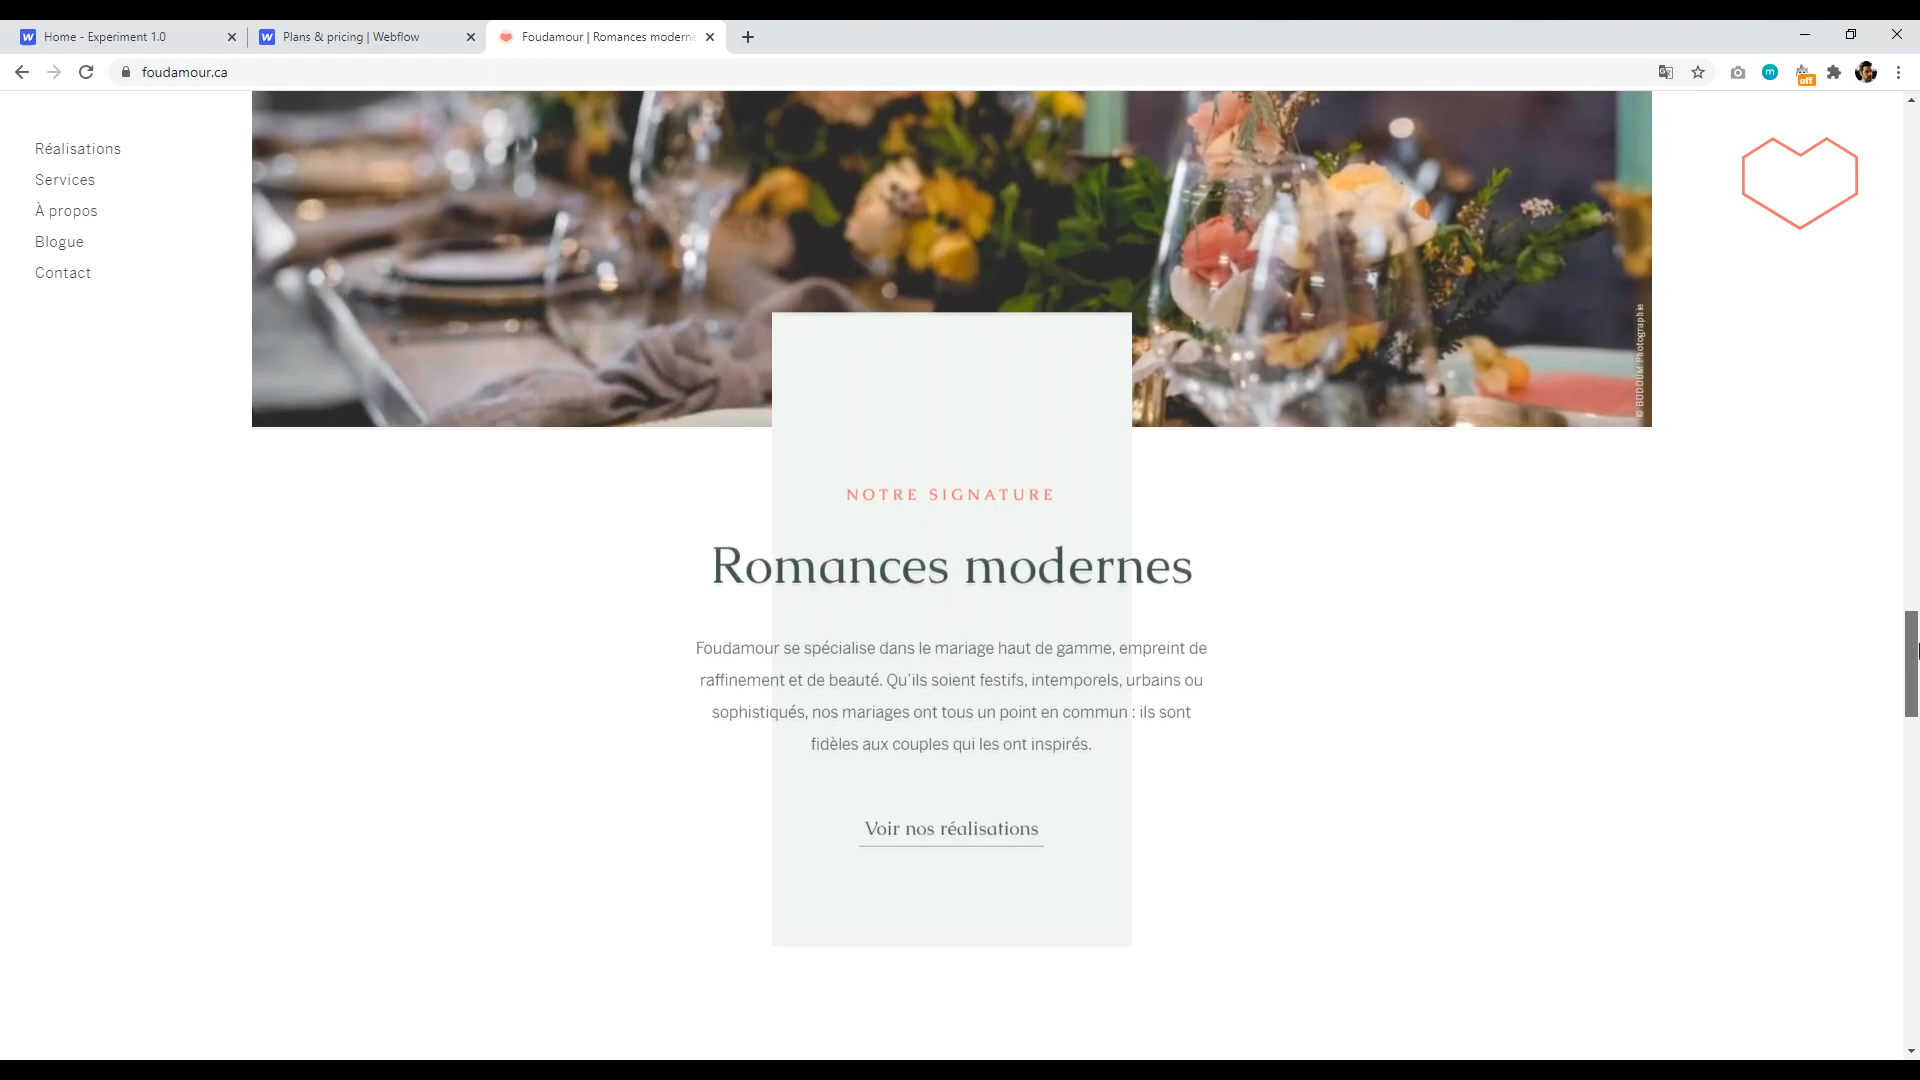 Home - Experiment 1.0
Plans & pricing | Webflow
Foudamour | Romances moderne
foudamour.ca
m
off
Réalisations
Services
À propos
Blogue
Contact
© BODOUM Photographie
NOTRE SIGNATURE
Romances modernes
Foudamour se spécialise dans le mariage haut de gamme, empreint de
raffinement et de beauté. Qu'ils soient festifs, intemporels, urbains ou
sophistiqués, nos mariages ont tous un point en commun : ils sont
fidèles aux couples qui les ont inspirés.
Voir nos réalisations